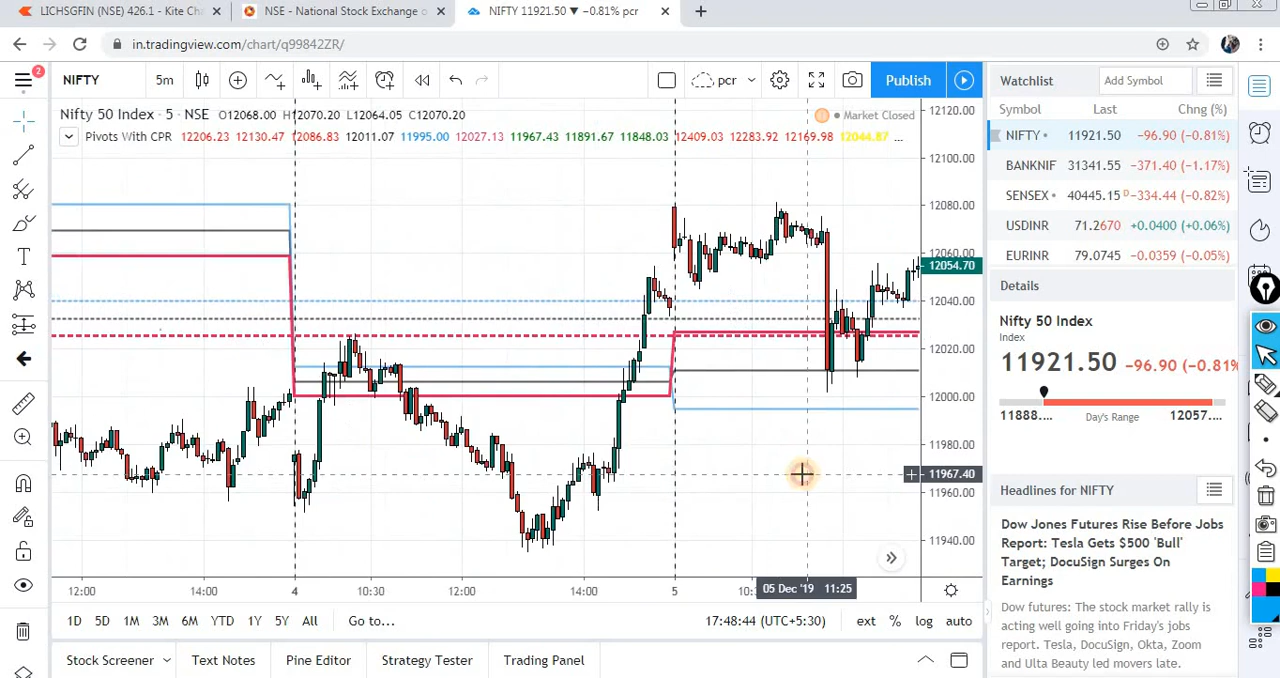 LICHSGFIN (NSE) 426.1 - Kite Cha
NSE - National Stock Exchange o
NIFTY 11921.50 ▼ −0.81% pcr
in.tradingview.com/chart/q99842ZR/
2
NIFTY
5m
pcr
Publish
Watchlist
Add Symbol
Nifty 50 Index · 5 · NSE
O12068.00 H12070.20 L12064.05 C12070.20
Market Closed
Pivots With CPR 12206.23 12130.47 12086.83 12011.07 11995.00 12027.13 11967.43 11891.67 11848.03 12409.03 12283.92 12169.98 12044.87 ...
Symbol Last Chng (%)
NIFTY 11921.50 −96.90 (−0.81%)
BANKNIF 31341.55 −371.40 (−1.17%)
SENSEX D 40445.15 −334.44 (−0.82%)
USDINR 71.2670 +0.0400 (+0.06%)
EURINR 79.0745 −0.0359 (−0.05%)
Details
Nifty 50 Index
Index
11921.50 −96.90 (−0.81%
11888.... Day's Range 12057....
Headlines for NIFTY
Dow Jones Futures Rise Before Jobs
Report: Tesla Gets $500 'Bull'
Target; DocuSign Surges On
Earnings
Dow futures: The stock market rally is
acting well going into Friday's jobs
report. Tesla, DocuSign, Okta, Zoom
and Ulta Beauty led movers late.
12120.00
12100.00
12080.00
12060.00
12054.70
12040.00
12020.00
12000.00
11980.00
11967.40
11960.00
11940.00
12:00 14:00 4 10:30 12:00 14:00 5 05 Dec '19 11:25
1D 5D 1M 3M 6M YTD 1Y 5Y All Go to...
17:48:44 (UTC+5:30) ext % log auto
Stock Screener Text Notes Pine Editor Strategy Tester Trading Panel